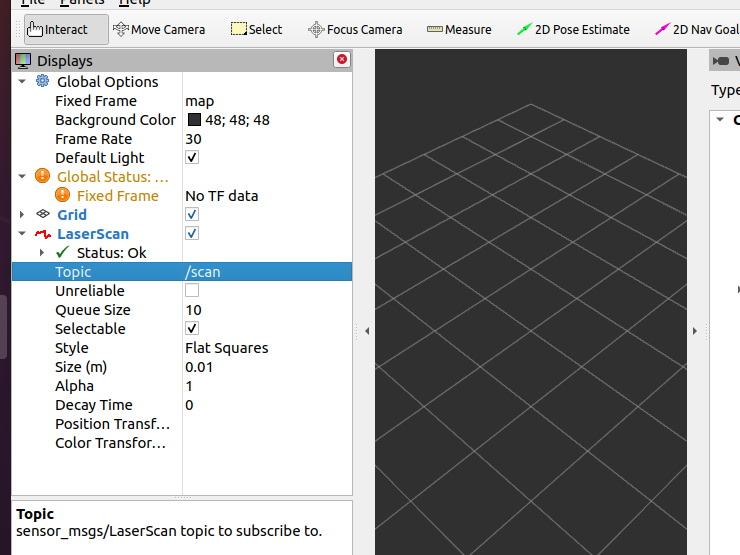 File Panels Help
Interact Move Camera Select Focus Camera Measure 2D Pose Estimate 2D Nav Goal
Displays
Global Options
Fixed Frame map
Background Color 48; 48; 48
Frame Rate 30
Default Light ✓
Global Status: ...
Fixed Frame No TF data
Grid ✓
LaserScan ✓
Status: Ok
Topic /scan
Unreliable
Queue Size 10
Selectable ✓
Style Flat Squares
Size (m) 0.01
Alpha 1
Decay Time 0
Position Transf...
Color Transfor...
Topic
sensor_msgs/LaserScan topic to subscribe to.
Type